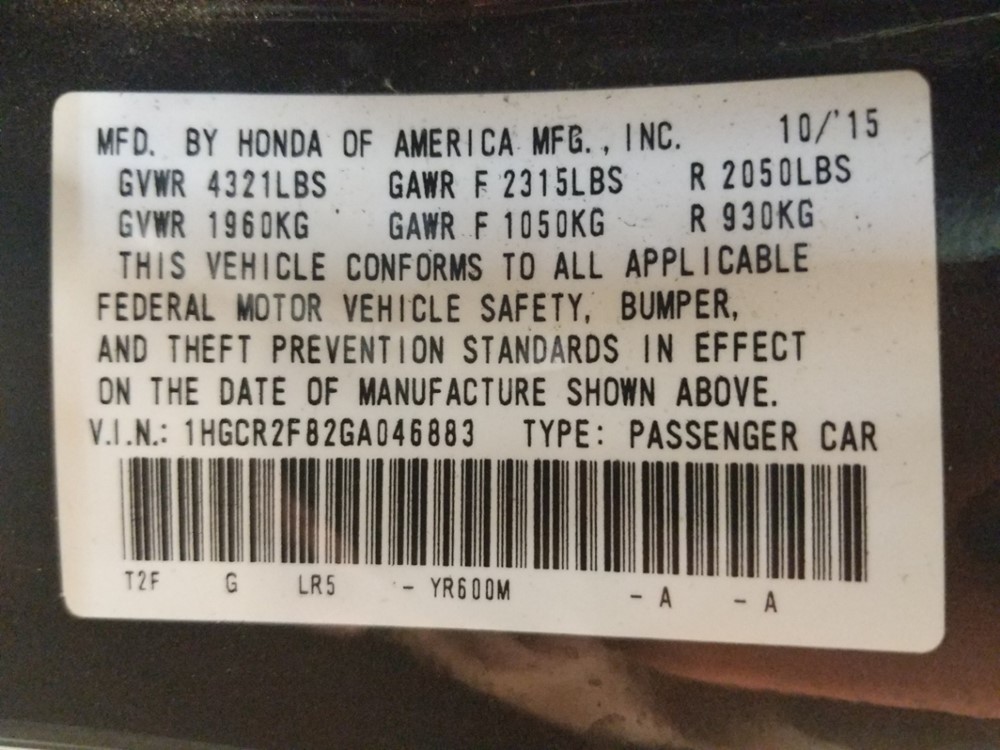 MFD. BY HONDA OF AMERICA MFG., INC. 10/'15
GVWR 4321LBS GAWR F 2315LBS R 2050LBS
GVWR 1960KG GAWR F 1050KG R 930KG
THIS VEHICLE CONFORMS TO ALL APPLICABLE
FEDERAL MOTOR VEHICLE SAFETY, BUMPER,
AND THEFT PREVENTION STANDARDS IN EFFECT
ON THE DATE OF MANUFACTURE SHOWN ABOVE.
V.I.N.: 1HGCR2F82GA046883 TYPE: PASSENGER CAR
T2F G LR5 - YR600M - A - A